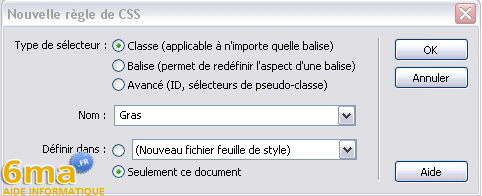 Nouvelle règle de CSS
Type de sélecteur : Classe (applicable à n'importe quelle balise)
OK
Balise (permet de redéfinir l'aspect d'une balise)
Annuler
Avancé (ID, sélecteurs de pseudo-classe)
Nom : Gras
Définir dans : (Nouveau fichier feuille de style)
Seulement ce document
Aide
6ma .FR
AIDE INFORMATIQUE